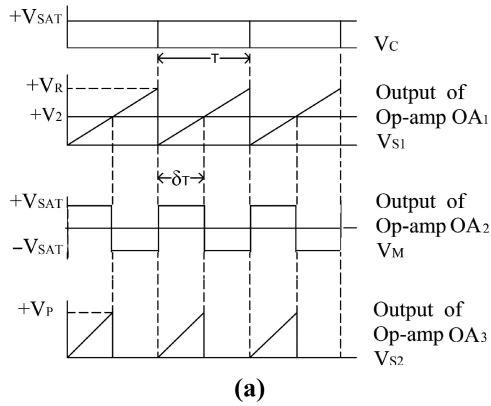 +VSAT
VC
T
+VR
+V2
Output of
Op-amp OA1
VS1
δT
+VSAT
−VSAT
Output of
Op-amp OA2
VM
+VP
Output of
Op-amp OA3
VS2
(a)